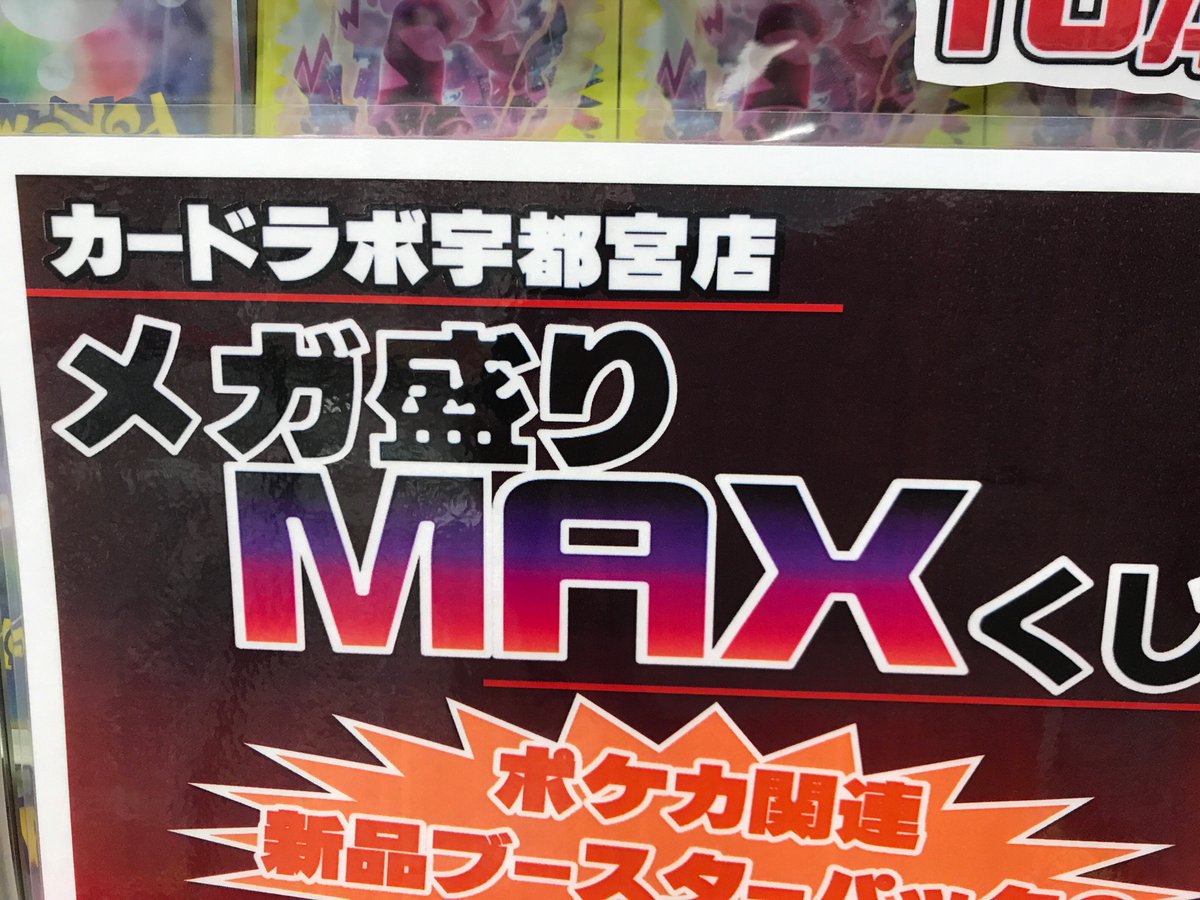 カードラボ宇都宮店
メガ盛り
MAXくじ
ポケカ関連
新品ブースターパック